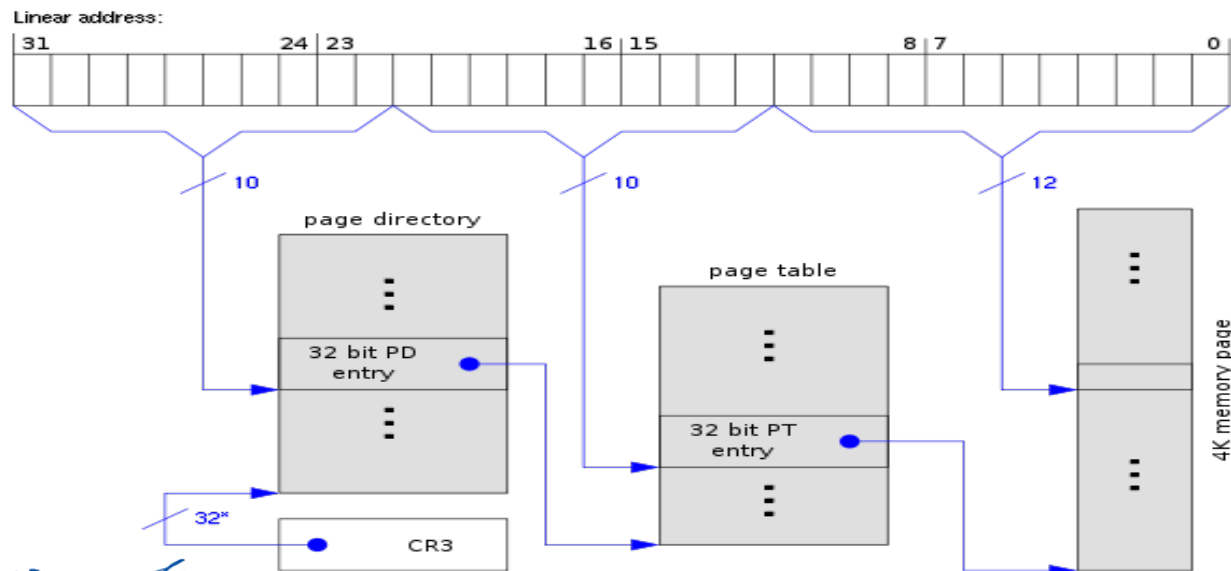 Linear address:
31 24 23 16 15 8 7 0
10 10 12
page directory
page table
32 bit PD
entry
32 bit PT
entry
4K memory page
32*
CR3